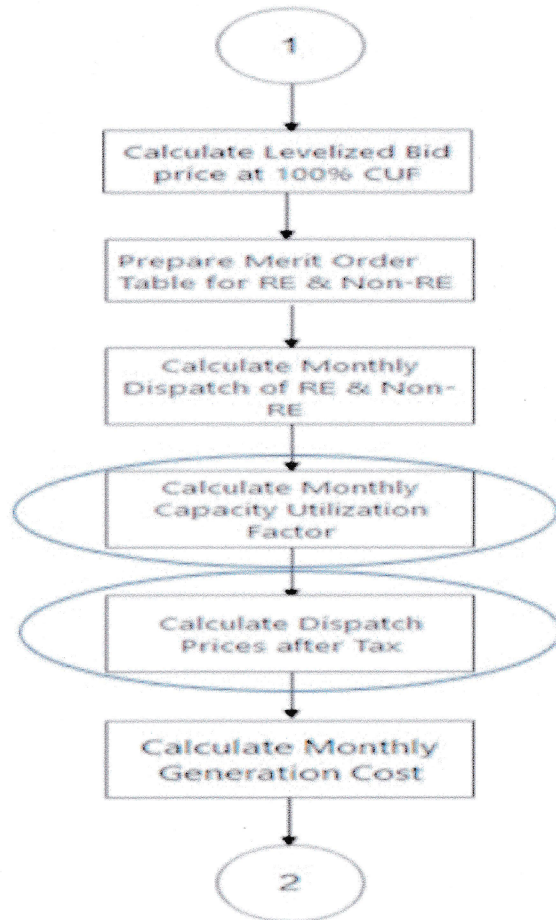 1
Calculate Levelized Bid
price at 100% CUF
Prepare Merit Order
Table for RE & Non-RE
Calculate Monthly
Dispatch of RE & Non-
RE
Calculate Monthly
Capacity Utilization
Factor
Calculate Dispatch
Prices after Tax
Calculate Monthly
Generation Cost
2